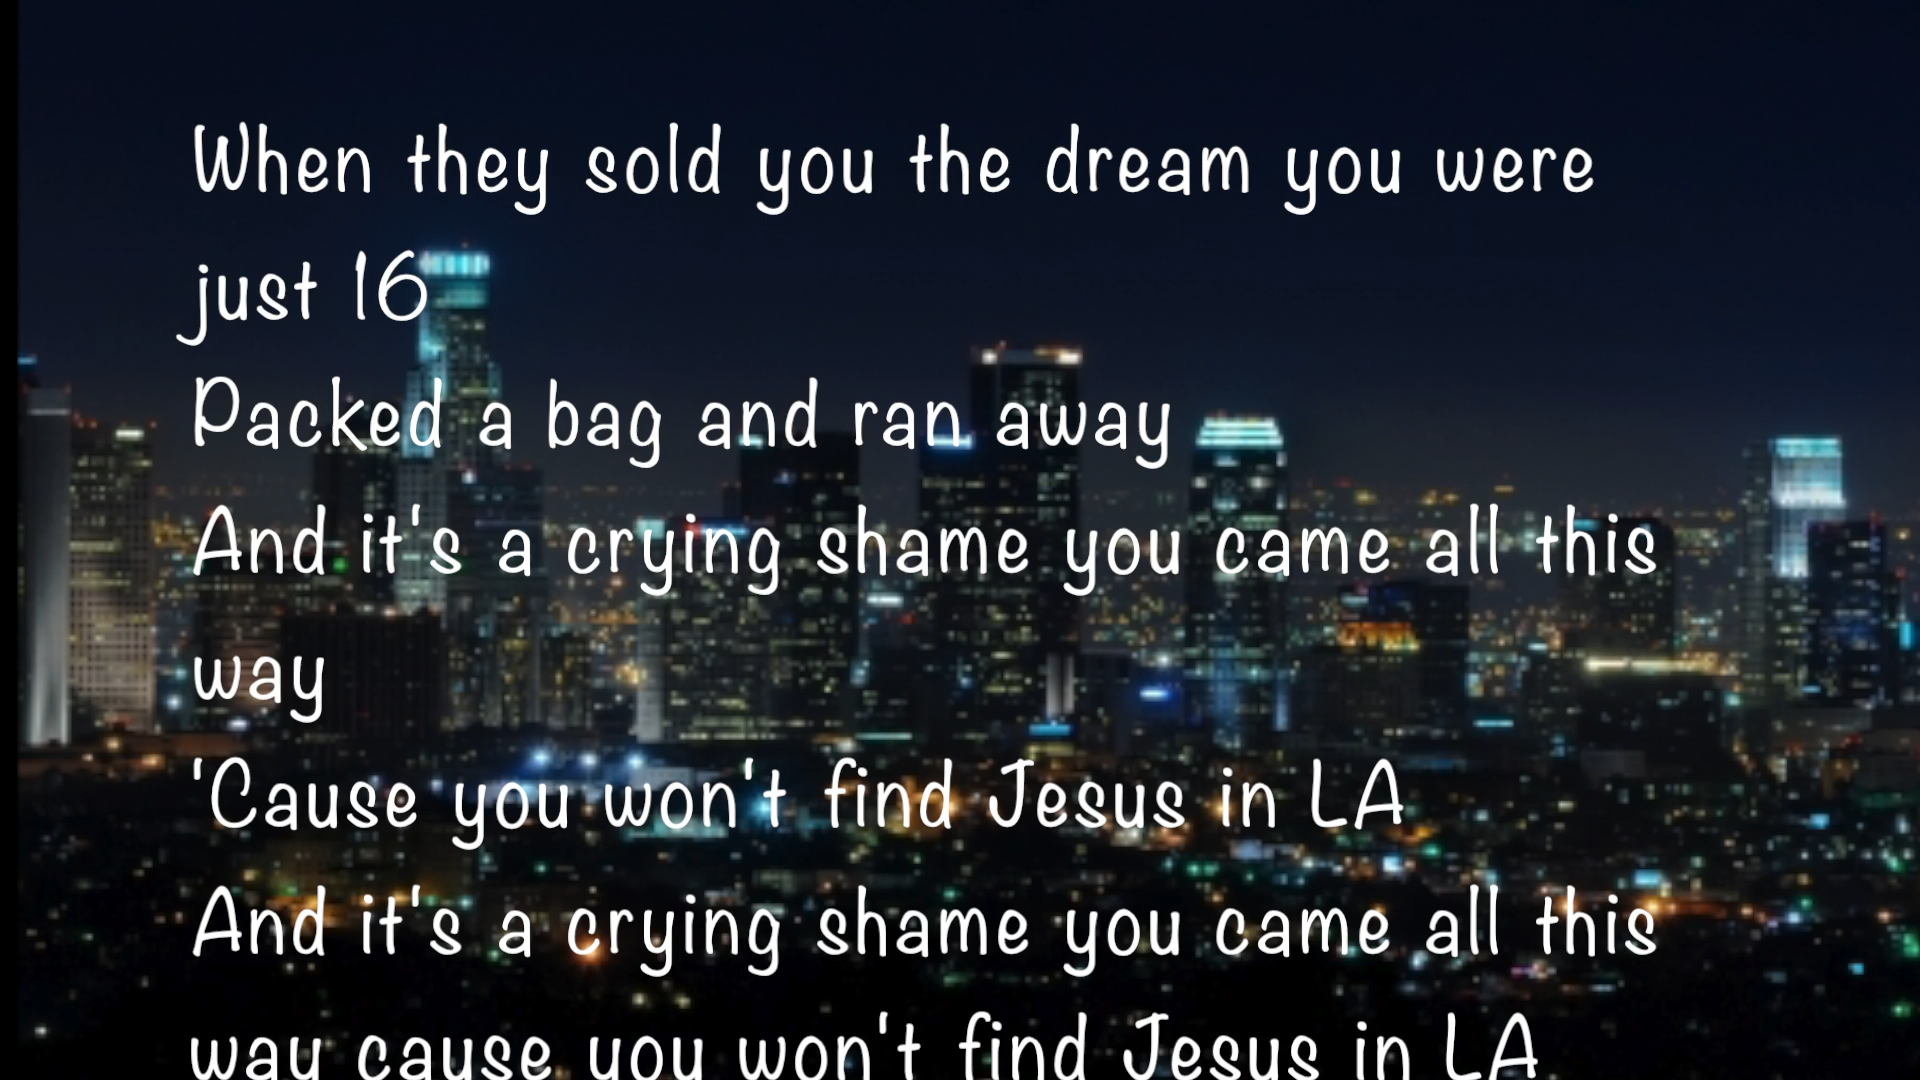 When they sold you the dream you were
just 16
Packed a bag and ran away
And it's a crying shame you came all this
way
'Cause you won't find Jesus in LA
And it's a crying shame you came all this
way cause you won't find Jesus in LA